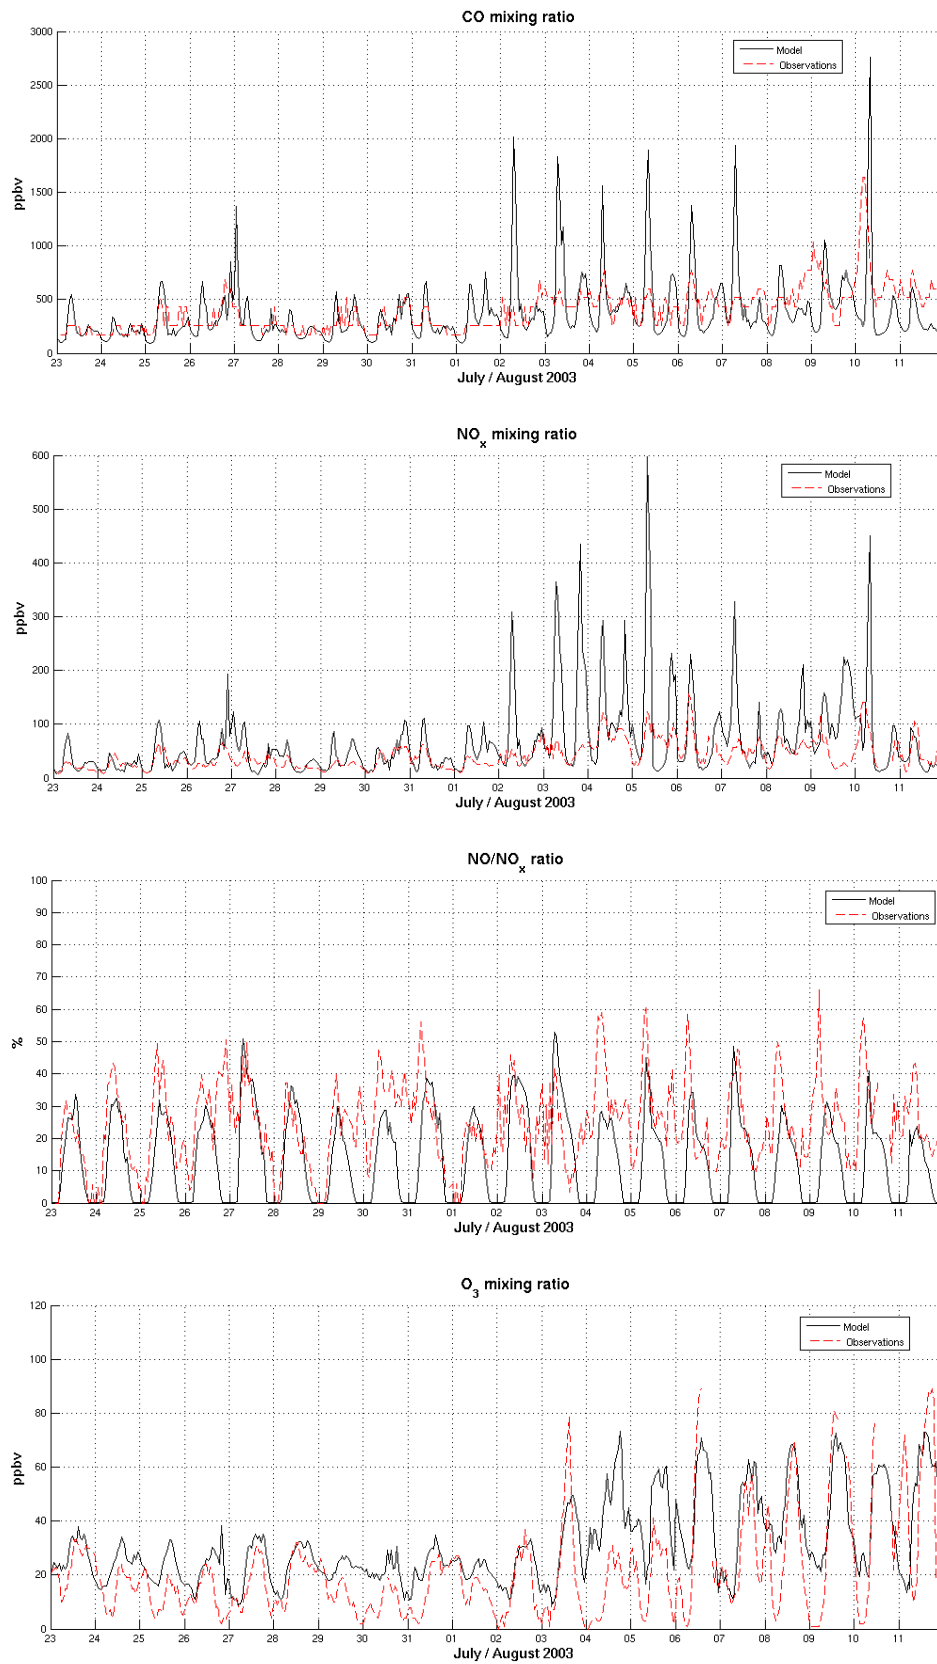 CO mixing ratio
3000
2500
2000
1500
1000
500
0
ppbv
Model
Observations
23 24 25 26 27 28 29 30 31 01 02 03 04 05 06 07 08 09 10 11
July / August 2003
NOx mixing ratio
600
500
400
300
200
100
0
ppbv
Model
Observations
23 24 25 26 27 28 29 30 31 01 02 03 04 05 06 07 08 09 10 11
July / August 2003
NO/NOx ratio
100
90
80
70
60
50
40
30
20
10
0
%
Model
Observations
23 24 25 26 27 28 29 30 31 01 02 03 04 05 06 07 08 09 10 11
July / August 2003
O3 mixing ratio
120
100
80
60
40
20
0
ppbv
Model
Observations
23 24 25 26 27 28 29 30 31 01 02 03 04 05 06 07 08 09 10 11
July / August 2003